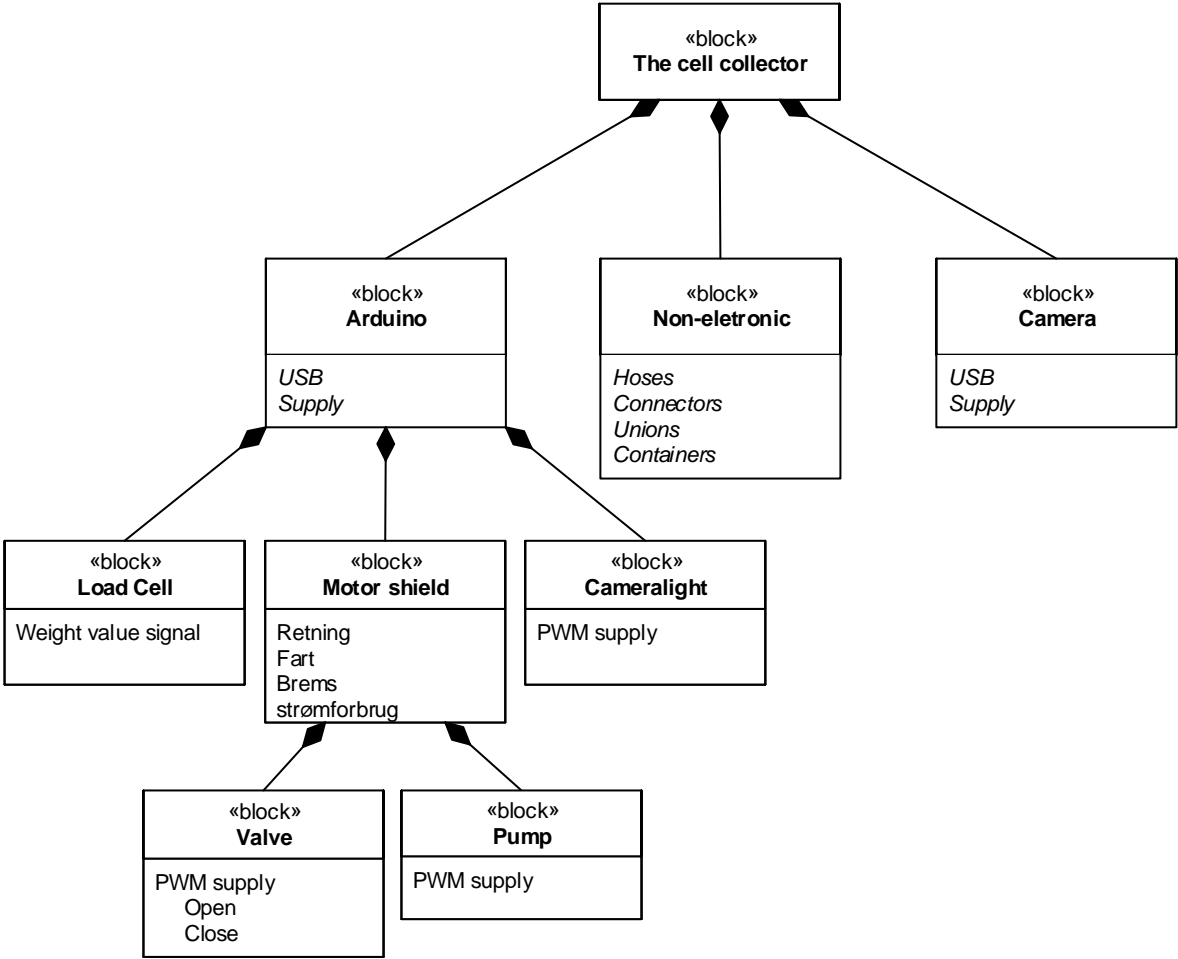 «block»
The cell collector
«block»
Arduino
USB
Supply
«block»
Non-eletronic
Hoses
Connectors
Unions
Containers
«block»
Camera
USB
Supply
«block»
Load Cell
Weight value signal
«block»
Motor shield
Retning
Fart
Brems
strømforbrug
«block»
Cameralight
PWM supply
«block»
Valve
PWM supply
Open
Close
«block»
Pump
PWM supply